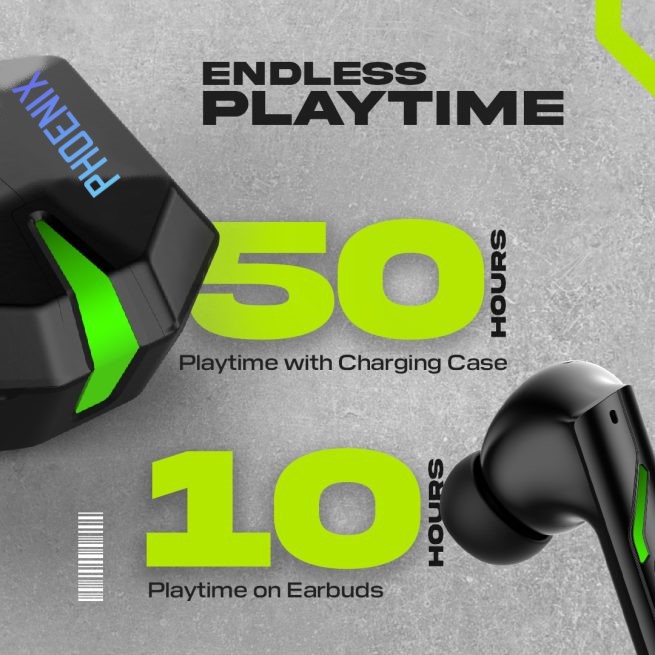 ENDLESS
PLAYTIME
PHOENIX
50 HOURS
Playtime with Charging Case
10 HOURS
Playtime on Earbuds